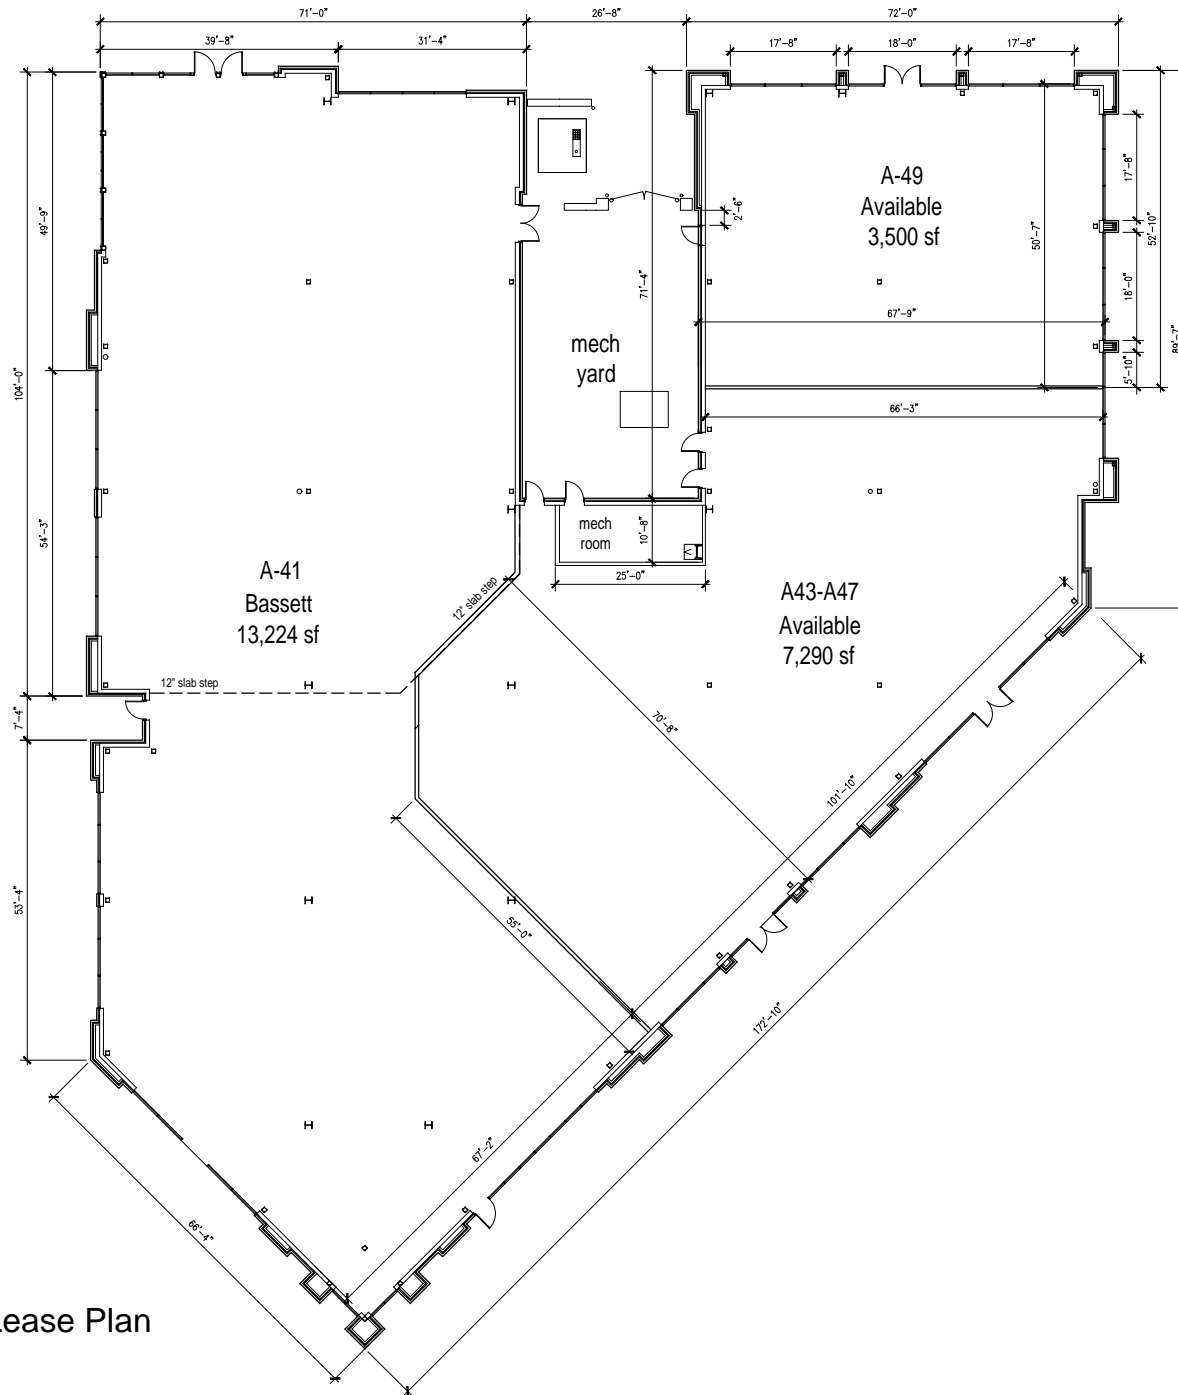 71'-0"
26'-8"
72'-0"
39'-8"
31'-4"
17'-8"
18'-0"
17'-8"
49'-9"
104'-0"
54'-3"
7'-4"
53'-4"
71'-4"
2'-6"
50'-7"
17'-8"
52'-10"
18'-0"
5'-10"
89'-7"
A-49
Available
3,500 sf
67'-9"
66'-3"
mech
yard
mech
room
10'-8"
25'-0"
A-41
Bassett
13,224 sf
12" slab step
12" slab step
A43-A47
Available
7,290 sf
70'-8"
101'-10"
55'-0"
172'-10"
67'-2"
66'-4"
Lease Plan